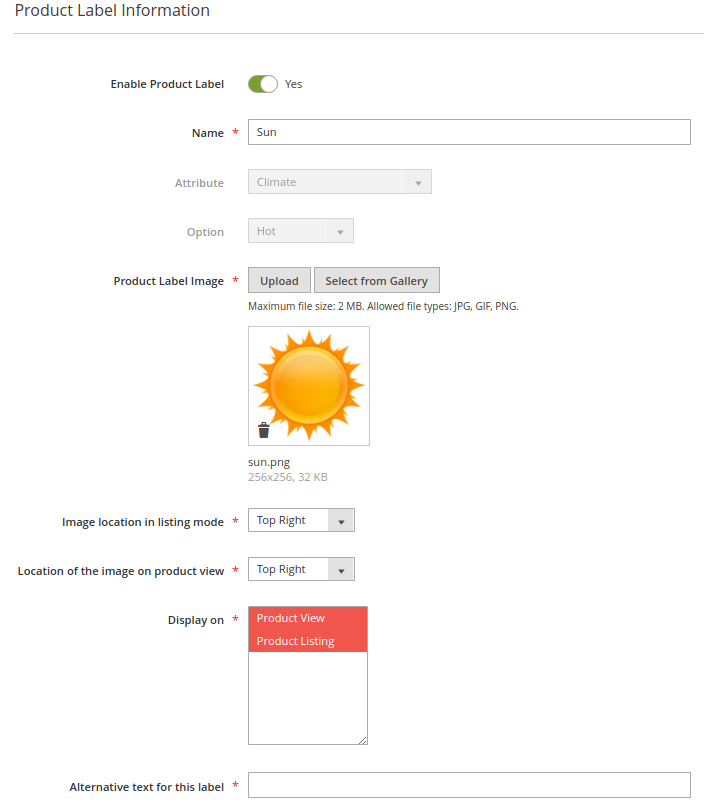 Product Label Information
Enable Product Label Yes
Name * Sun
Attribute Climate
Option Hot
Product Label Image * Upload Select from Gallery
Maximum file size: 2 MB. Allowed file types: JPG, GIF, PNG.
sun.png
256x256, 32 KB
Image location in listing mode * Top Right
Location of the image on product view * Top Right
Display on * Product View
Product Listing
Alternative text for this label *